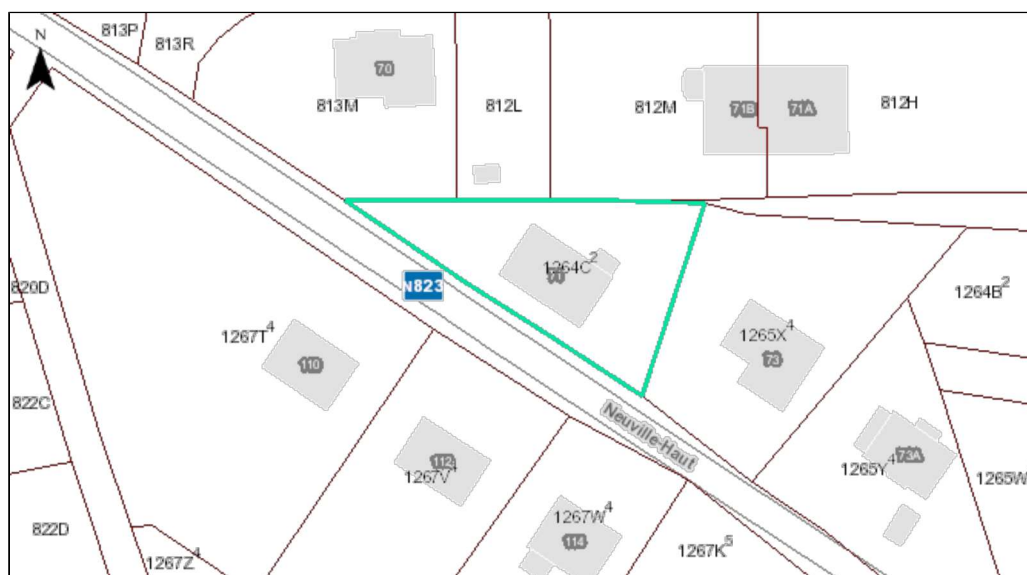 813P
813R
N
70
813M
812L
812M
71B
71A
812H
1264C²
N823
820D
1267T⁴
110
1265X⁴
73
1264B²
822C
Neuville-Haut
112
1267V⁴
73A
1265Y⁴
1265W
822D
1267W⁴
114
1267Z⁴
1267K⁵